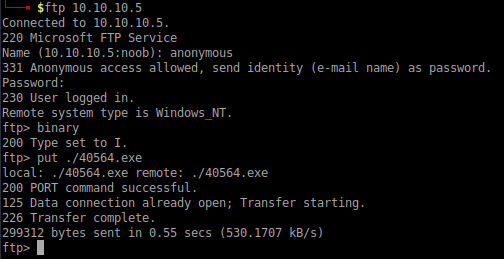 $ftp 10.10.10.5
Connected to 10.10.10.5.
220 Microsoft FTP Service
Name (10.10.10.5:noob): anonymous
331 Anonymous access allowed, send identity (e-mail name) as password.
Password:
230 User logged in.
Remote system type is Windows_NT.
ftp> binary
200 Type set to I.
ftp> put ./40564.exe
local: ./40564.exe remote: ./40564.exe
200 PORT command successful.
125 Data connection already open; Transfer starting.
226 Transfer complete.
299312 bytes sent in 0.55 secs (530.1707 kB/s)
ftp>